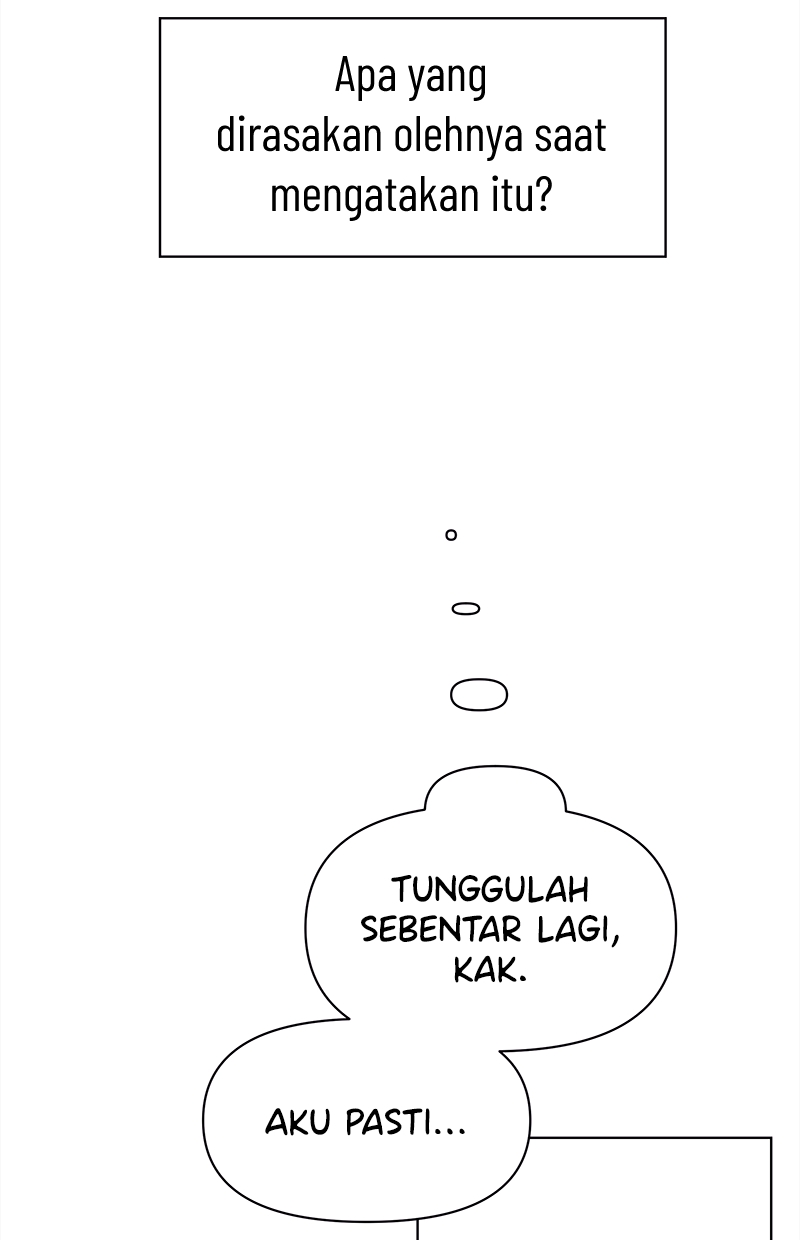 Apa yang
dirasakan olehnya saat
mengatakan itu?
TUNGGULAH
SEBENTAR LAGI,
KAK.
AKU PASTI...